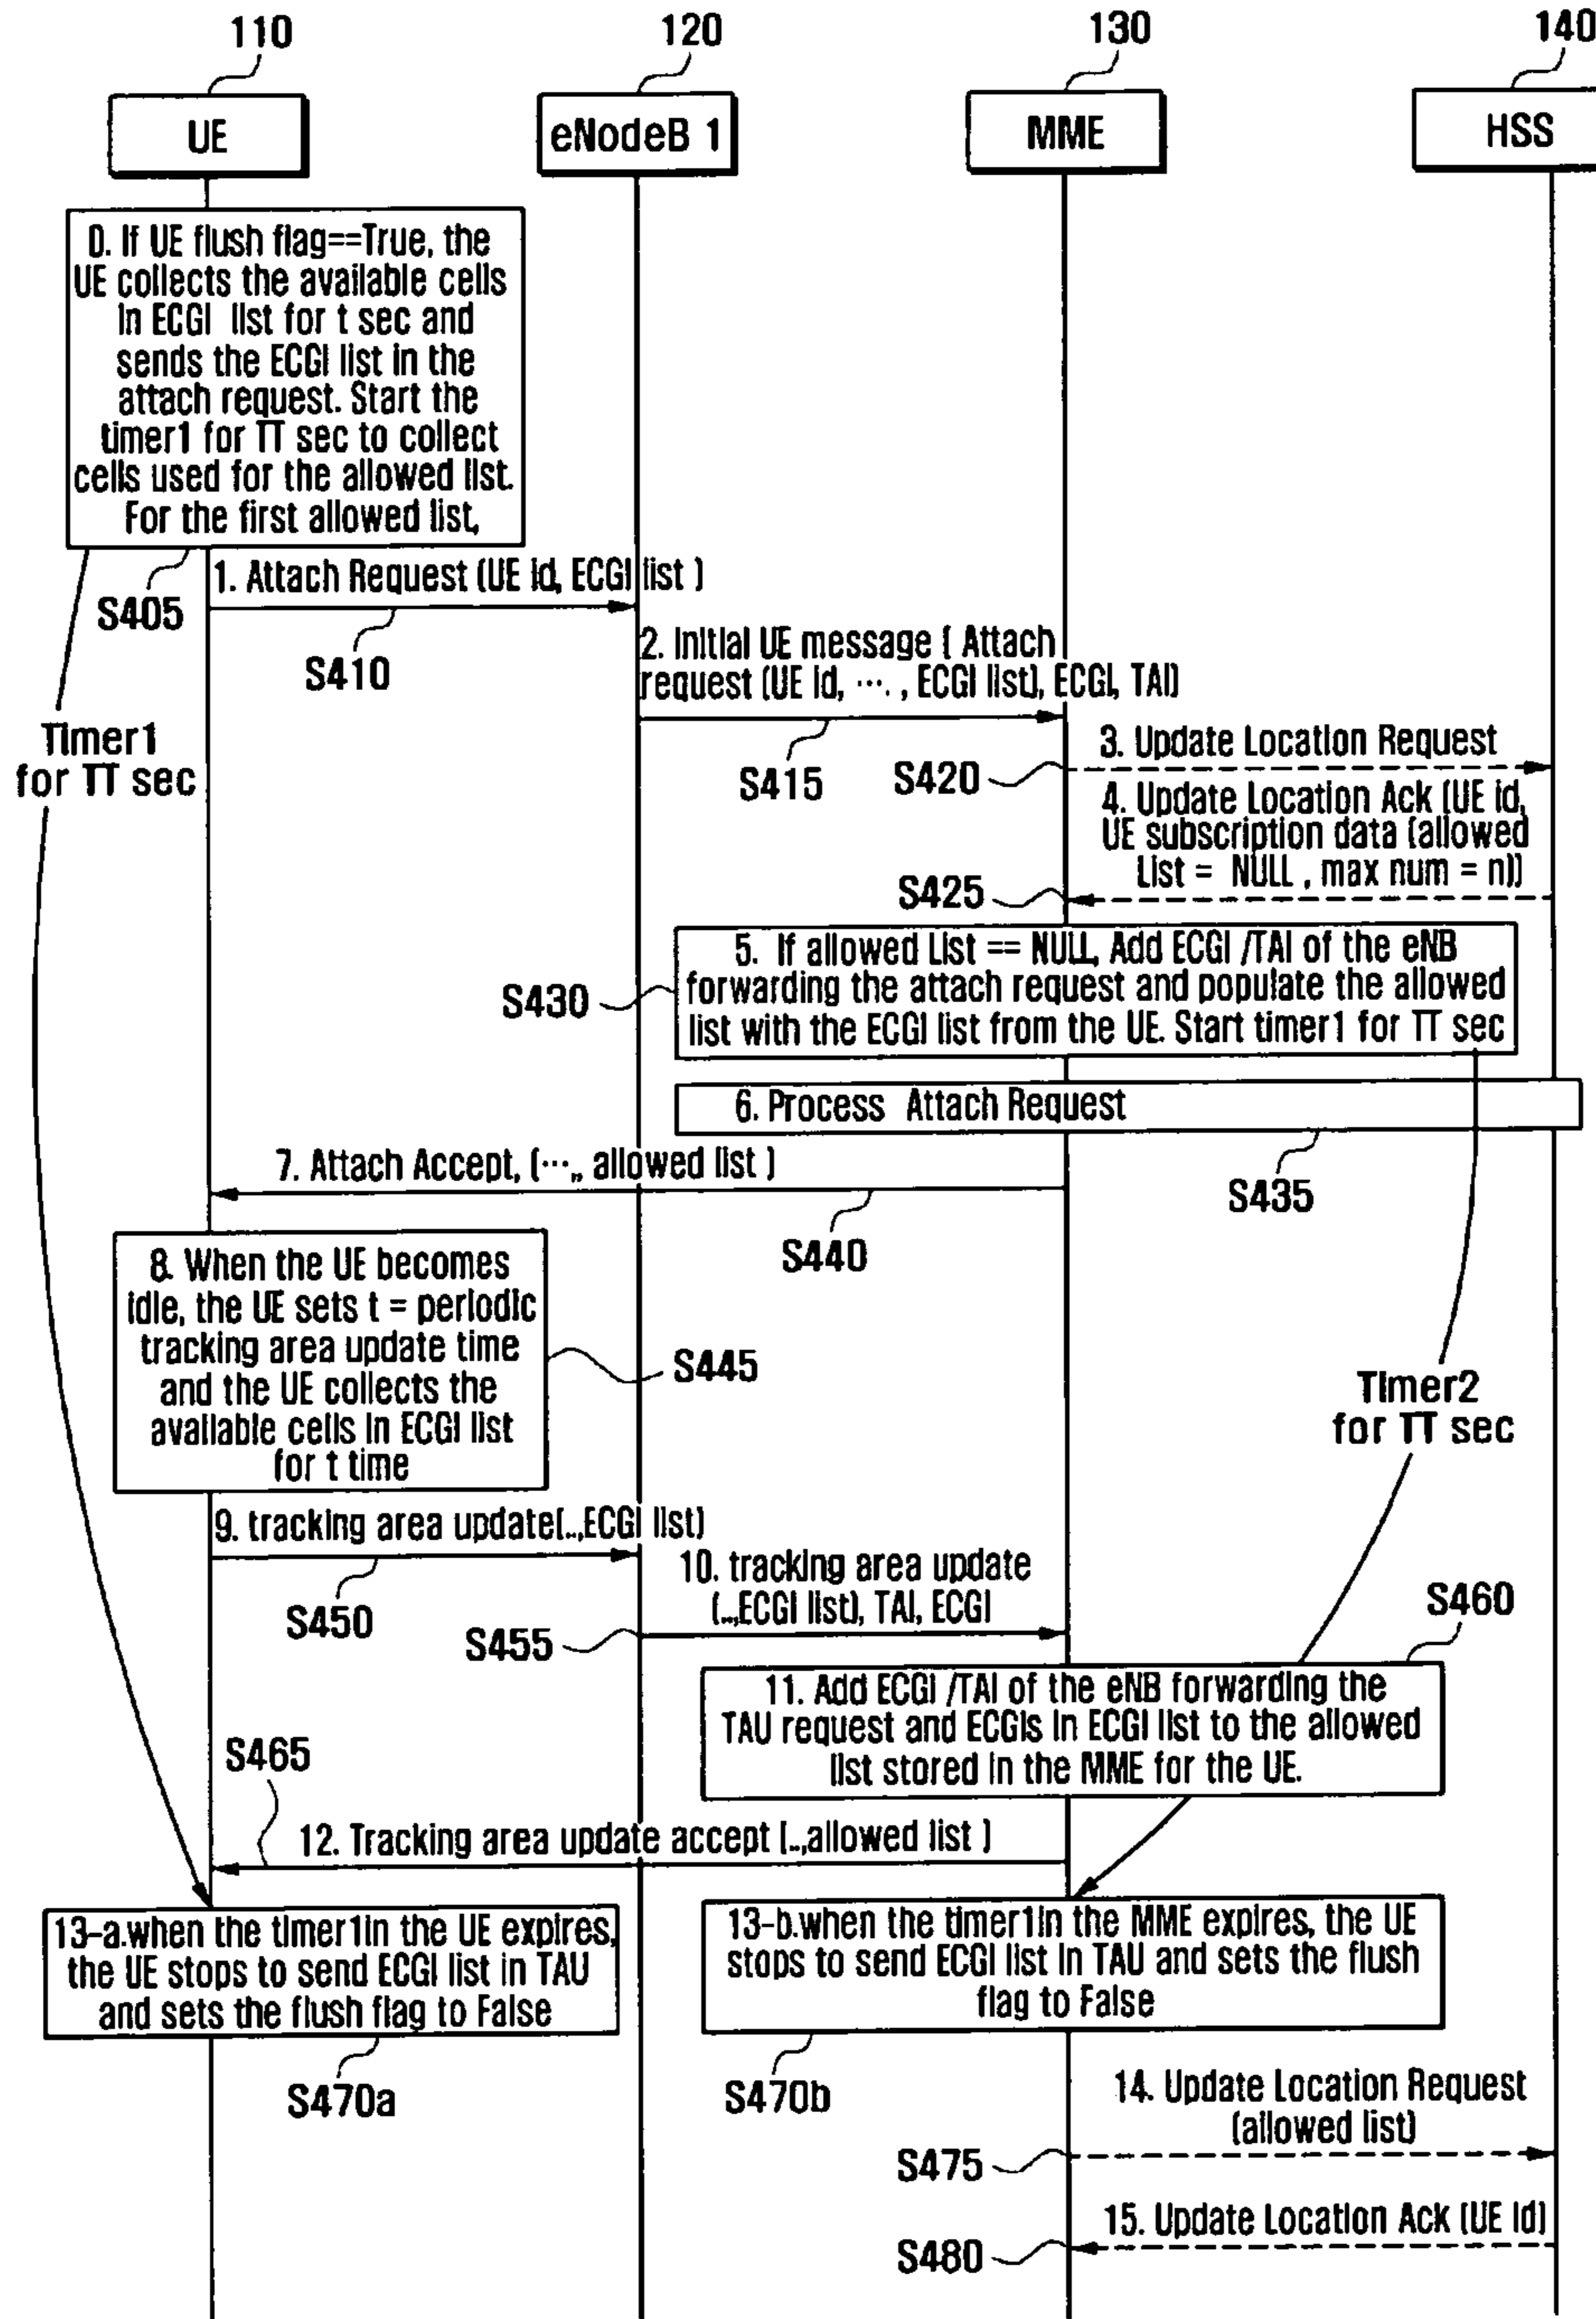 110
120
130
140
UE
eNodeB 1
MME
HSS
0. If UE flush flag==True, the
UE collects the available cells
in ECGI list for t sec and
sends the ECGI list in the
attach request. Start the
timer1 for TT sec to collect
cells used for the allowed list.
For the first allowed list,
S405
1. Attach Request (UE id, ECGI list )
S410
2. Initial UE message ( Attach
request (UE id, ... , ECGI list), ECGI, TAI)
S415
Timer1
for TT sec
3. Update Location Request
S420
4. Update Location Ack (UE id,
UE subscription data (allowed
List = NULL , max num = n))
S425
5. If allowed List == NULL, Add ECGI /TAI of the eNB
forwarding the attach request and populate the allowed
list with the ECGI list from the UE. Start timer1 for TT sec
S430
6. Process Attach Request
S435
7. Attach Accept, (...,, allowed list )
S440
8. When the UE becomes
idle, the UE sets t = periodic
tracking area update time
and the UE collects the
available cells in ECGI list
for t time
S445
Timer2
for TT sec
9. tracking area update(..,ECGI list)
S450
10. tracking area update
(..,ECGI list), TAI, ECGI
S455
S460
11. Add ECGI /TAI of the eNB forwarding the
TAU request and ECGIs in ECGI list to the allowed
list stored in the MME for the UE.
S465
12. Tracking area update accept (..,allowed list )
13-a.when the timer1in the UE expires,
the UE stops to send ECGI list in TAU
and sets the flush flag to False
S470a
13-b.when the timer1in the MME expires, the UE
stops to send ECGI list in TAU and sets the flush
flag to False
S470b
14. Update Location Request
(allowed list)
S475
15. Update Location Ack (UE Id)
S480